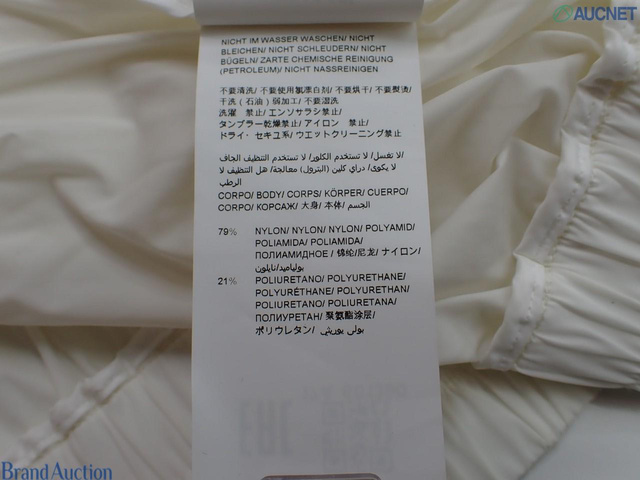 AUCNET
NICHT IM WASSER WASCHEN/ NICHT
BLEICHEN/ NICHT SCHLEUDERN/ NICHT
BÜGELN/ ZARTE CHEMISCHE REINIGUNG
(PETROLEUM)/ NICHT NASSREINIGEN
不要清洗/ 不要使用氯漂白剂/ 不要烘干/ 不要熨烫/
干洗（石油）弱加工/ 不要湿洗
洗濯 禁止/ エンソサラシ 禁止/
タンブラー乾燥禁止/ アイロン 禁止/
ドライ・セキユ系/ ウエットクリーニング禁止
لا تغسل/ لا تستخدم الكلور/ لا تستخدم التنظيف الجاف/
لا يكوى/ دراي كلين (البترول) معالجة/ هل التنظيف لا
الرطب
CORPO/ BODY/ CORPS/ KÖRPER/ CUERPO/
CORPO/ КОРСАЖ/ 大身/ 本体/ الجسم
79% NYLON/ NYLON/ NYLON/ POLYAMID/
POLIAMIDA/ POLIAMIDA/
ПОЛИАМИДНОЕ/ 锦纶/尼龙/ ナイロン/
بولياميد/نايلون
21% POLIURETANO/ POLYURETHANE/
POLYURÉTHANE/ POLYURETHAN/
POLIURETANO/ POLIURETANA/
ПОЛИУРЕТАН/ 聚氨酯涂层/
ポリウレタン/ بولى يوريثي
Brand Auction